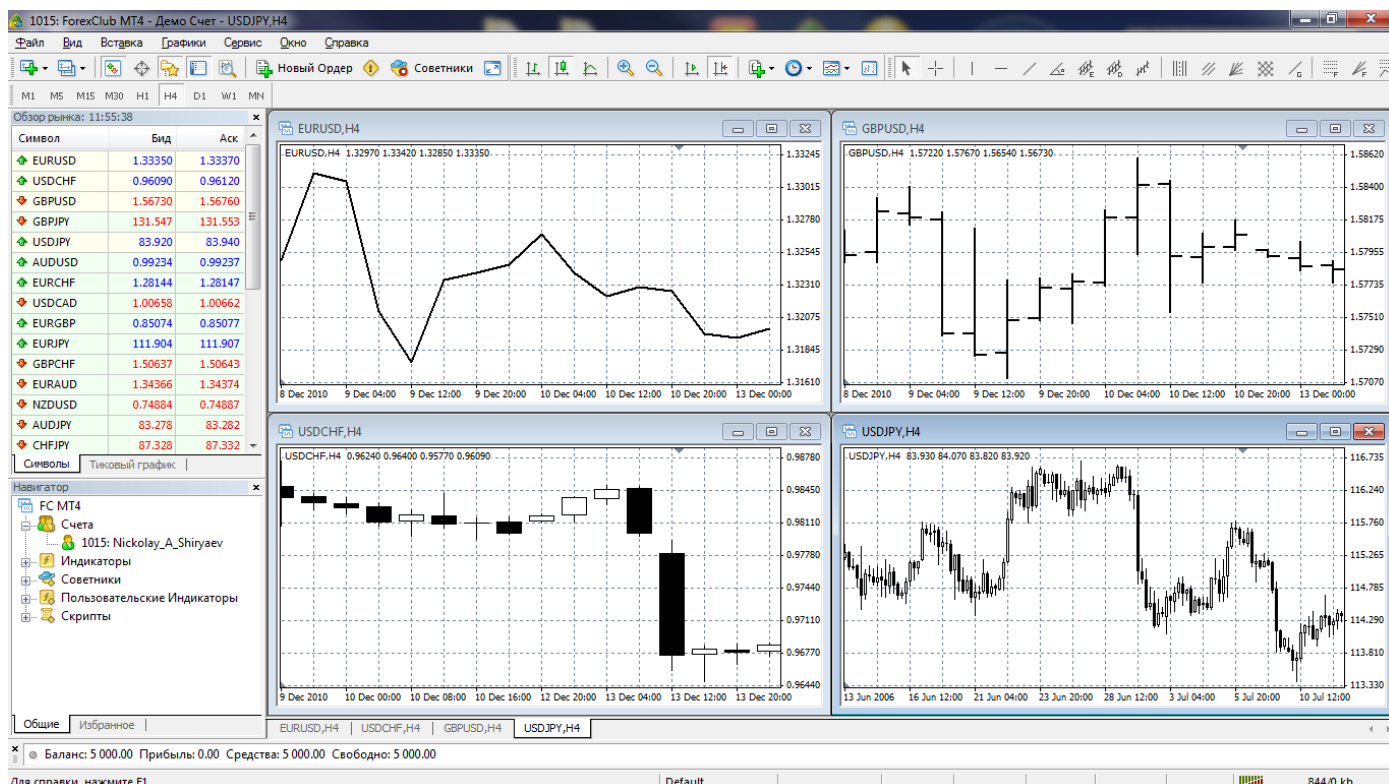 1015: ForexClub MT4 - Демо Счет - USDJPY,H4
Файл Вид Вставка Графики Сервис Окно Справка
Новый Ордер Советники
M1 M5 M15 M30 H1 H4 D1 W1 MN
Обзор рынка: 11:55:38
Символ Бид Аск
EURUSD 1.33350 1.33370
USDCHF 0.96090 0.96120
GBPUSD 1.56730 1.56760
GBPJPY 131.547 131.553
USDJPY 83.920 83.940
AUDUSD 0.99234 0.99237
EURCHF 1.28144 1.28147
USDCAD 1.00658 1.00662
EURGBP 0.85074 0.85077
EURJPY 111.904 111.907
GBPCHF 1.50637 1.50643
EURAUD 1.34366 1.34374
NZDUSD 0.74884 0.74887
AUDJPY 83.278 83.282
CHFJPY 87.328 87.332
Символы Тиковый график
Навигатор
FC MT4
Счета
1015: Nickolay_A_Shiryaev
Индикаторы
Советники
Пользовательские Индикаторы
Скрипты
Общие Избранное
EURUSD,H4
EURUSD,H4 1.32970 1.33420 1.32850 1.33350
1.33245
1.33015
1.32780
1.32545
1.32310
1.32075
1.31845
1.31610
8 Dec 2010 9 Dec 04:00 9 Dec 12:00 9 Dec 20:00 10 Dec 04:00 10 Dec 12:00 10 Dec 20:00 13 Dec 00:00
GBPUSD,H4
GBPUSD,H4 1.57220 1.57670 1.56540 1.56730
1.58620
1.58400
1.58175
1.57955
1.57735
1.57510
1.57290
1.57070
8 Dec 2010 9 Dec 04:00 9 Dec 12:00 9 Dec 20:00 10 Dec 04:00 10 Dec 12:00 10 Dec 20:00 13 Dec 00:00
USDCHF,H4
USDCHF,H4 0.96240 0.96400 0.95770 0.96090
0.98780
0.98450
0.98110
0.97780
0.97440
0.97110
0.96770
0.96440
9 Dec 2010 10 Dec 00:00 10 Dec 08:00 10 Dec 16:00 12 Dec 20:00 13 Dec 04:00 13 Dec 12:00 13 Dec 20:00
USDJPY,H4
USDJPY,H4 83.930 84.070 83.820 83.920
116.735
116.240
115.760
115.265
114.785
114.290
113.810
113.330
13 Jun 2006 16 Jun 12:00 21 Jun 04:00 23 Jun 20:00 28 Jun 12:00 3 Jul 04:00 5 Jul 20:00 10 Jul 12:00
EURUSD,H4 USDCHF,H4 GBPUSD,H4 USDJPY,H4
Баланс: 5 000.00 Прибыль: 0.00 Средства: 5 000.00 Свободно: 5 000.00
Для справки, нажмите F1 Default 844/0 kb